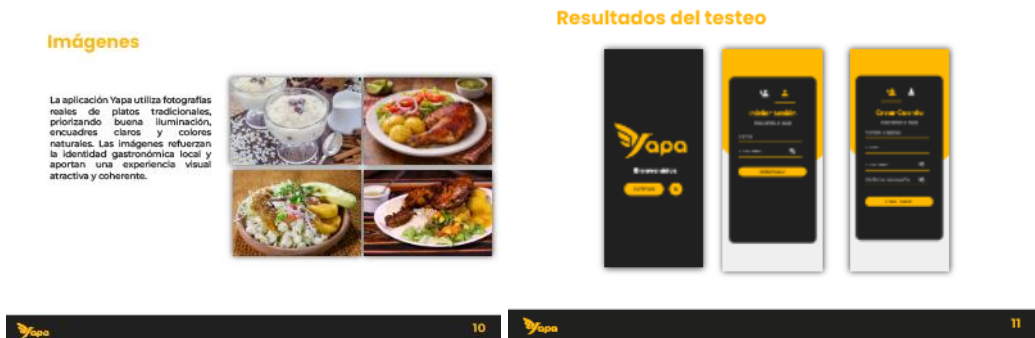 Imágenes
La aplicación Yapa utiliza fotografías
reales de platos tradicionales,
priorizando buena iluminación,
encuadres claros y colores
naturales. Las imágenes refuerzan
la identidad gastronómica local y
aportan una experiencia visual
atractiva y coherente.
Yapa
10
Resultados del testeo
Yapa
Bienvenidos
Iniciar Sesión
Crear Cuenta
Yapa
11